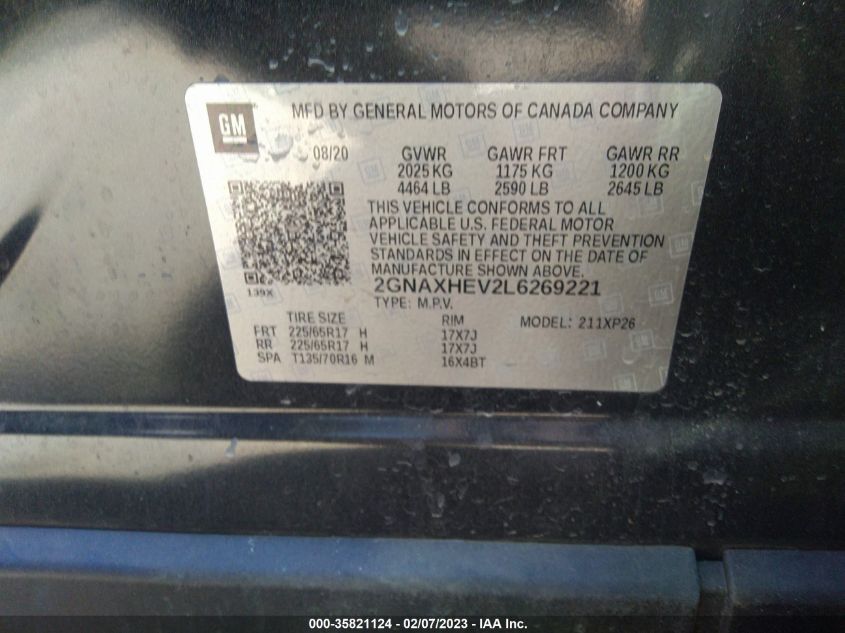 GM
MFD BY GENERAL MOTORS OF CANADA COMPANY
08/20 GVWR GAWR FRT GAWR RR
2025 KG 1175 KG 1200 KG
4464 LB 2590 LB 2645 LB
THIS VEHICLE CONFORMS TO ALL
APPLICABLE U.S. FEDERAL MOTOR
VEHICLE SAFETY AND THEFT PREVENTION
STANDARDS IN EFFECT ON THE DATE OF
MANUFACTURE SHOWN ABOVE.
139X 2GNAXHEV2L6269221
TYPE: M.P.V.
TIRE SIZE RIM MODEL: 211XP26
FRT 225/65R17 H 17X7J
RR 225/65R17 H 17X7J
SPA T135/70R16 M 16X4BT
000-35821124 — 02/07/2023 — IAA Inc.